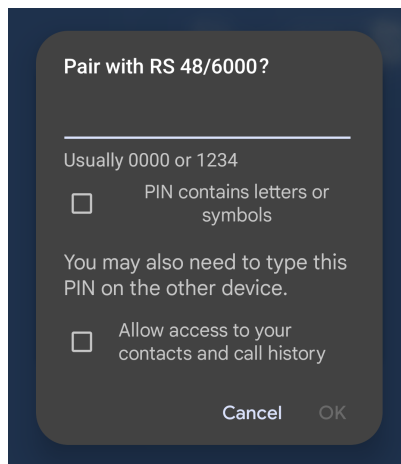 Pair with RS 48/6000?
Usually 0000 or 1234
PIN contains letters or
symbols
You may also need to type this
PIN on the other device.
Allow access to your
contacts and call history
Cancel OK